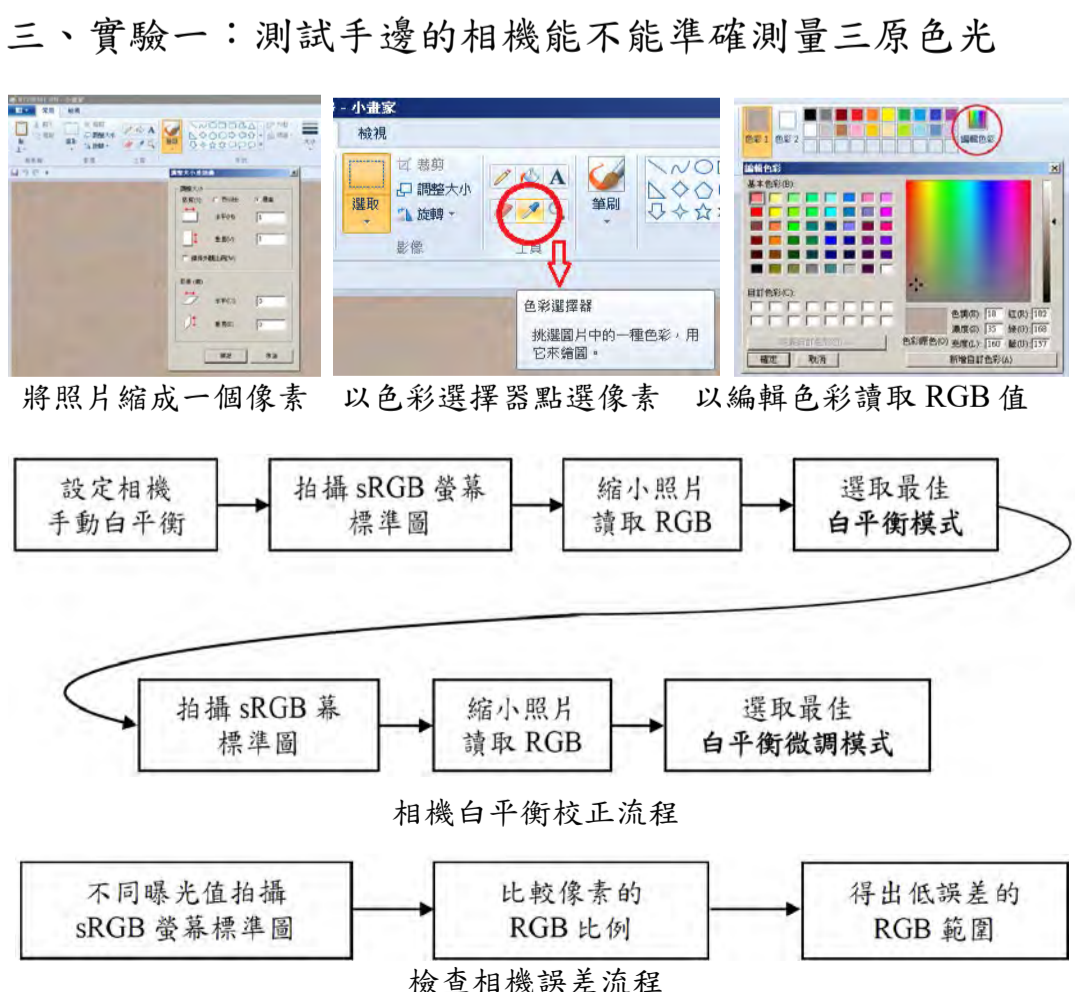 三、實驗一:測試手邊的相機能不能準確測量三原色光
- 小畫家
檢視
裁剪
調整大小
旋轉
選取
影像
A
工具
筆刷
色彩選擇器
挑選圖片中的一種色彩,用
它來繪圖。
色彩 1
色彩 2
編輯色彩
編輯色彩
基本色彩(B):
自訂色彩(C):
確定
取消
新增自訂色彩(A)
將照片縮成一個像素
以色彩選擇器點選像素
以編輯色彩讀取 RGB 值
設定相機
手動白平衡
拍攝 sRGB 螢幕
標準圖
縮小照片
讀取 RGB
選取最佳
白平衡模式
拍攝 sRGB 幕
標準圖
縮小照片
讀取 RGB
選取最佳
白平衡微調模式
相機白平衡校正流程
不同曝光值拍攝
sRGB 螢幕標準圖
比較像素的
RGB 比例
得出低誤差的
RGB 範圍
檢查相機誤差流程